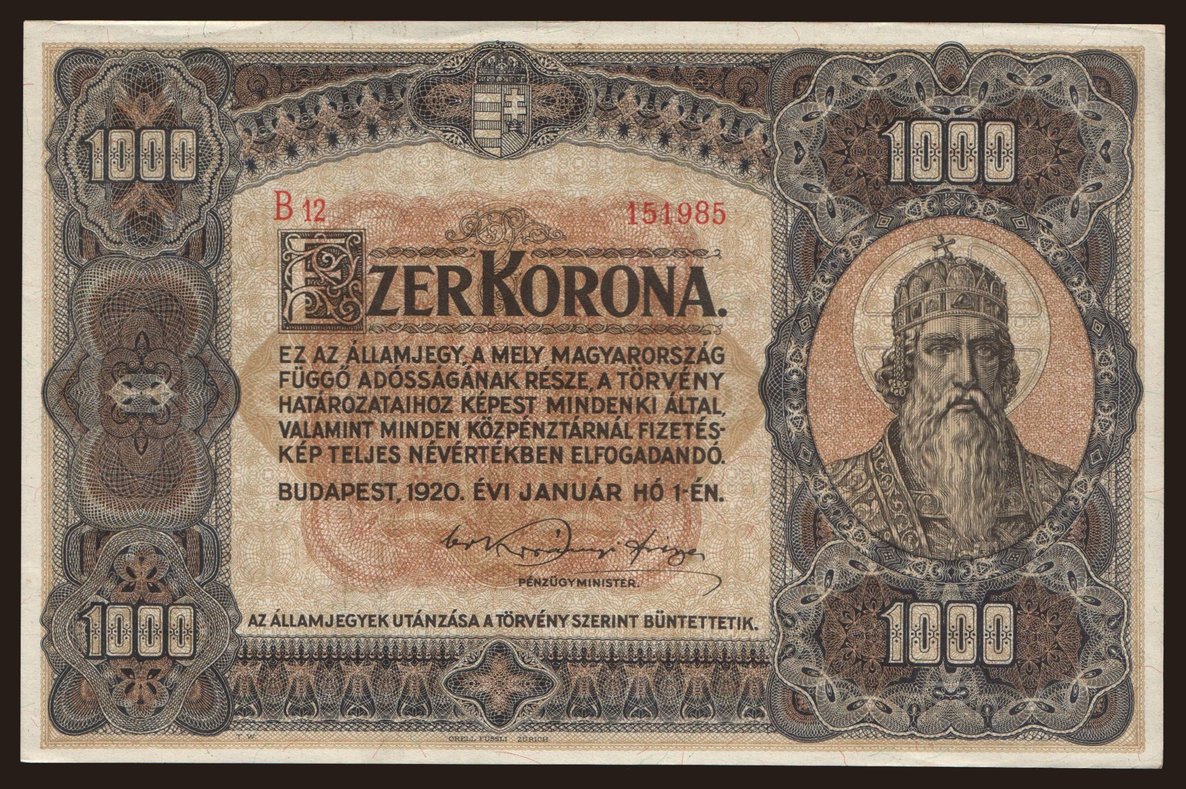 1000
1000
B 12
151985
EZER KORONA.
EZ AZ ÁLLAMJEGY, A MELY MAGYARORSZÁG
FÜGGŐ ADÓSSÁGÁNAK RÉSZE, A TÖRVÉNY
HATÁROZATAIHOZ KÉPEST MINDENKI ÁLTAL,
VALAMINT MINDEN KÖZPÉNZTÁRNÁL FIZETÉS-
KÉP TELJES NÉVÉRTÉKBEN ELFOGADANDÓ.
BUDAPEST, 1920. ÉVI JANUÁR HÓ 1-ÉN.
PÉNZÜGYMINISTER.
1000
1000
AZ ÁLLAMJEGYEK UTÁNZÁSA A TÖRVÉNY SZERINT BÜNTETTETIK.
T. W.
ORELL FÜSSLI ZÜRICH